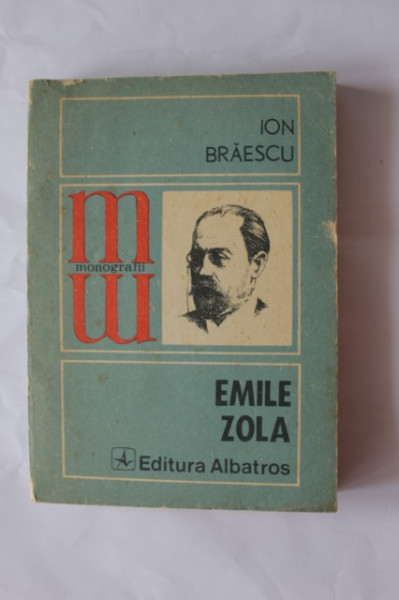 ION
BRĂESCU
m
monografii
m
EMILE
ZOLA
Editura Albatros